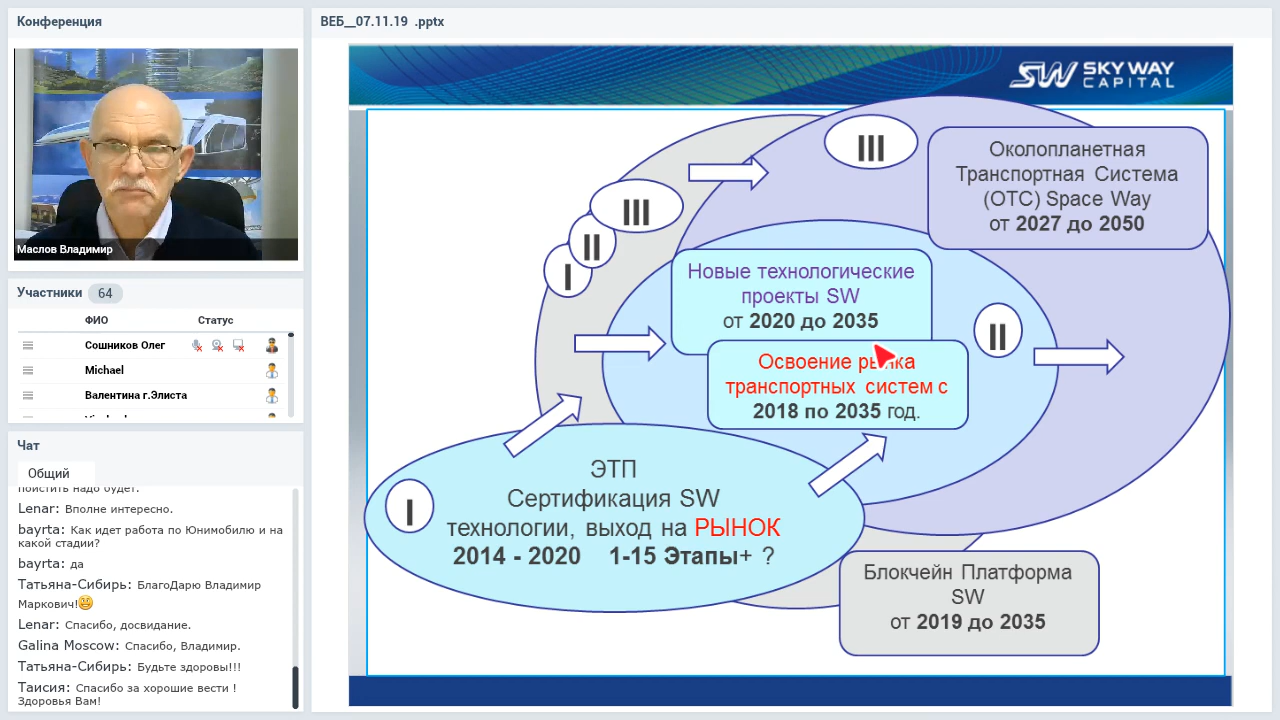 Конференция
Маслов Владимир
Участники 64
ФИО Статус
Сошников Олег
Michael
Валентина г.Элиста
Чат
Общий
поистить надо будет.
Lenar: Вполне интересно.
bayrta: Как идет работа по Юнимобилю и на
какой стадии?
bayrta: да
Татьяна-Сибирь: БлагоДарю Владимир
Маркович!
Lenar: Спасибо, досвидание.
Galina Moscow: Спасибо, Владимир.
Татьяна-Сибирь: Будьте здоровы!!!
Таисия: Спасибо за хорошие вести !
Здоровья Вам!
ВЕБ__07.11.19 .pptx
SW SKY WAY
CAPITAL
III
Околопланетная
Транспортная Система
(ОТС) Space Way
от 2027 до 2050
III
II
I
Новые технологические
проекты SW
от 2020 до 2035
II
Освоение рынка
транспортных систем с
2018 по 2035 год.
I
ЭТП
Сертификация SW
технологии, выход на РЫНОК
2014 - 2020 1-15 Этапы+ ?
Блокчейн Платформа
SW
от 2019 до 2035